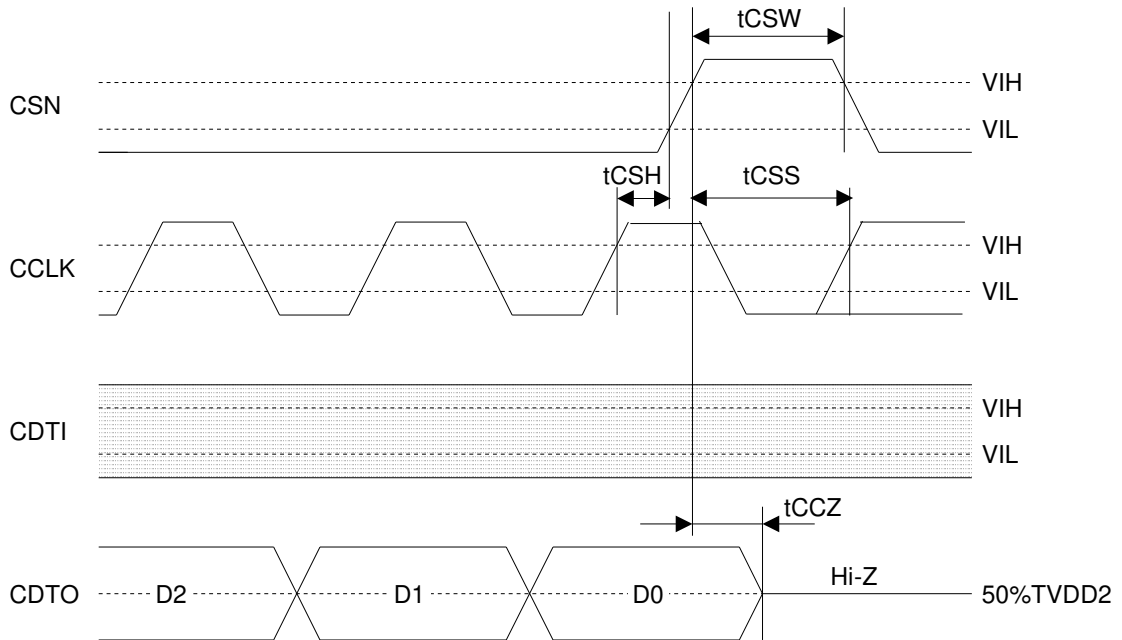 tCSW
VIH
CSN
VIL
tCSH
tCSS
VIH
CCLK
VIL
VIH
CDTI
VIL
tCCZ
CDTO
D2
D1
D0
Hi-Z
50%TVDD2